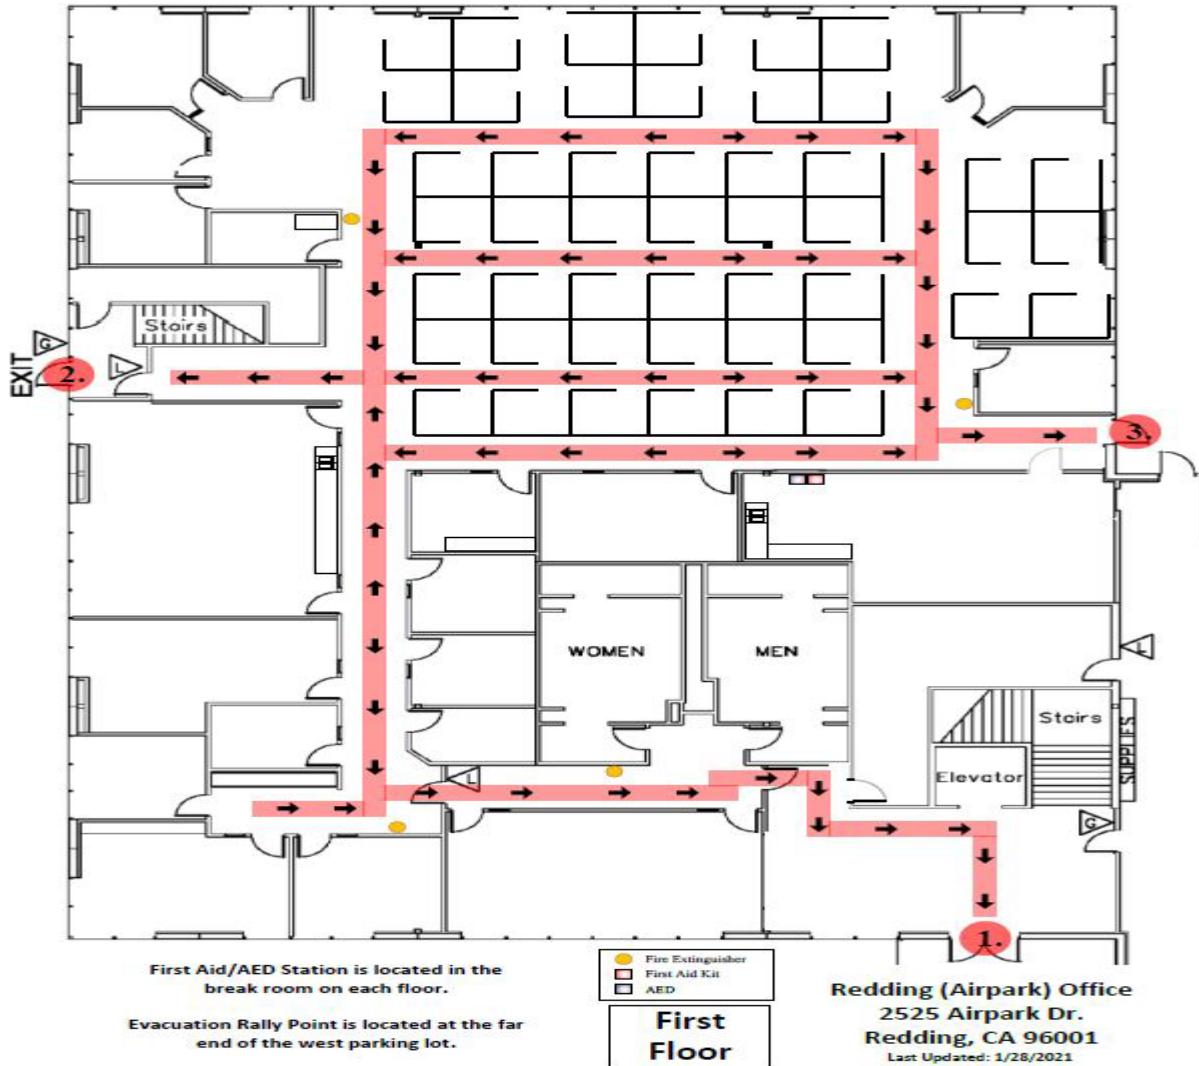 Stairs
G
L
EXIT
2.
3.
WOMEN
MEN
L
Stairs
SUPPLIES
Elevator
L
G
1.
First Aid/AED Station is located in the
break room on each floor.
Evacuation Rally Point is located at the far
end of the west parking lot.
Fire Extinguisher
First Aid Kit
AED
First
Floor
Redding (Airpark) Office
2525 Airpark Dr.
Redding, CA 96001
Last Updated: 1/28/2021